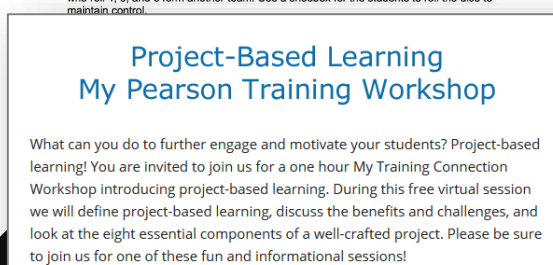 maintain control.
Project-Based Learning
My Pearson Training Workshop
What can you do to further engage and motivate your students? Project-based
learning! You are invited to join us for a one hour My Training Connection
Workshop introducing project-based learning. During this free virtual session
we will define project-based learning, discuss the benefits and challenges, and
look at the eight essential components of a well-crafted project. Please be sure
to join us for one of these fun and informational sessions!